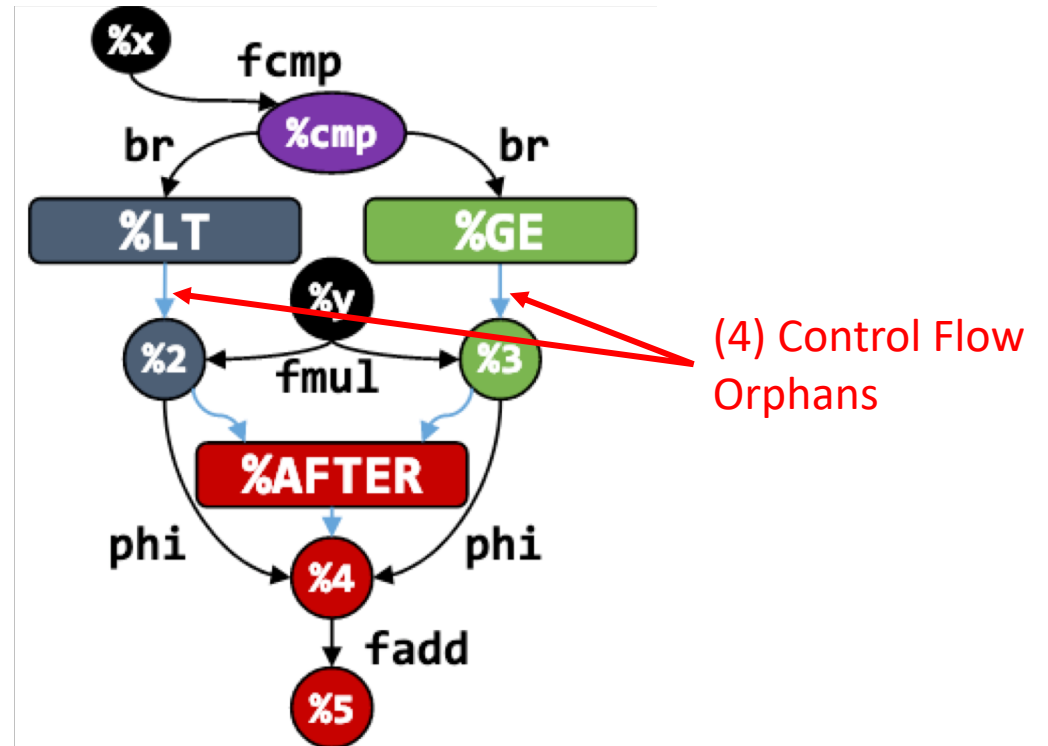 %x
fcmp
%cmp
br
br
%LT
%GE
%y
%2
fmul
%3
(4) Control Flow
Orphans
%AFTER
phi
phi
%4
fadd
%5